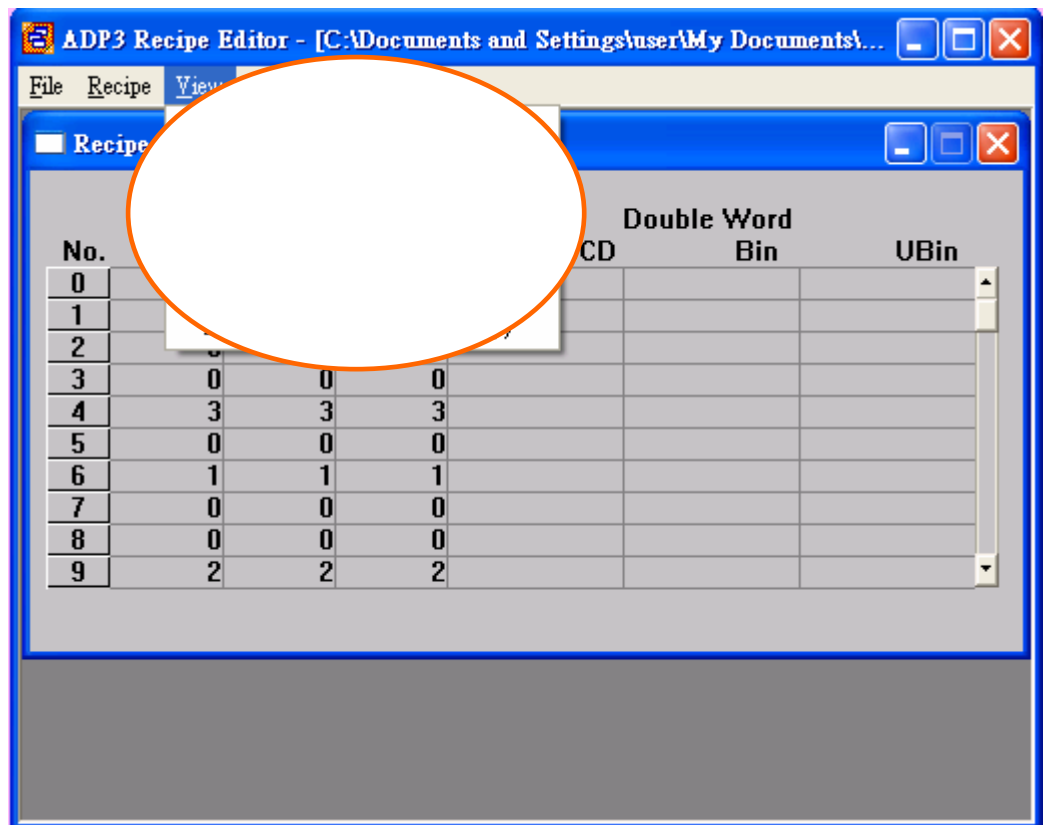 ADP3 Recipe Editor - [C:\Documents and Settings\user\My Documents\...
File Recipe View
Recipe
Double Word
No. CD Bin UBin
0
1
2
3 0 0 0
4 3 3 3
5 0 0 0
6 1 1 1
7 0 0 0
8 0 0 0
9 2 2 2